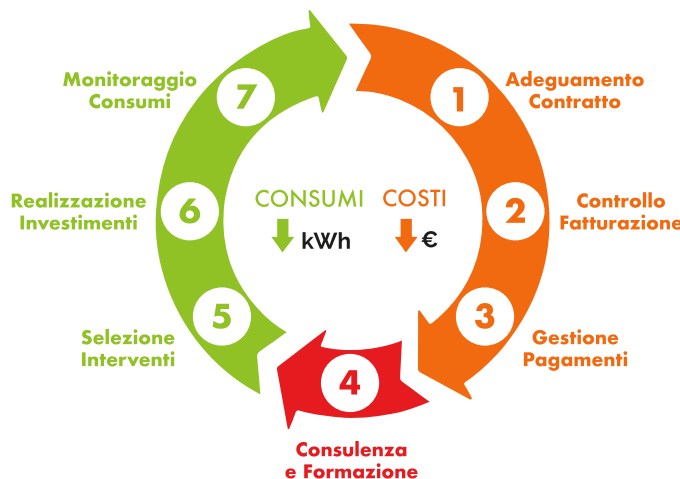 1
Adeguamento
Contratto
2
Controllo
Fatturazione
3
Gestione
Pagamenti
4
Consulenza
e Formazione
5
Selezione
Interventi
6
Realizzazione
Investimenti
7
Monitoraggio
Consumi
CONSUMI
kWh
COSTI
€